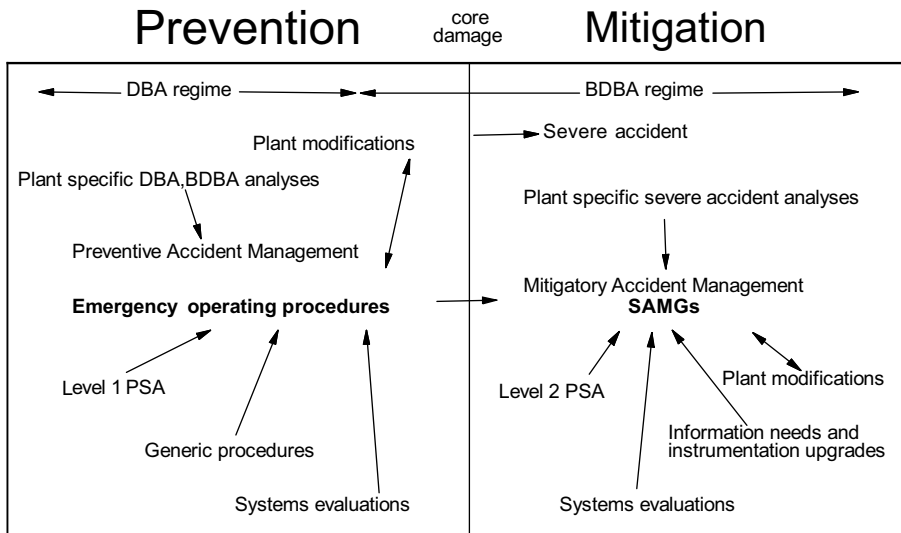 Prevention
core
damage
Mitigation
DBA regime
BDBA regime
Plant modifications
Severe accident
Plant specific DBA,BDBA analyses
Plant specific severe accident analyses
Preventive Accident Management
Emergency operating procedures
Mitigatory Accident Management
SAMGs
Level 1 PSA
Level 2 PSA
Plant modifications
Generic procedures
Information needs and
instrumentation upgrades
Systems evaluations
Systems evaluations